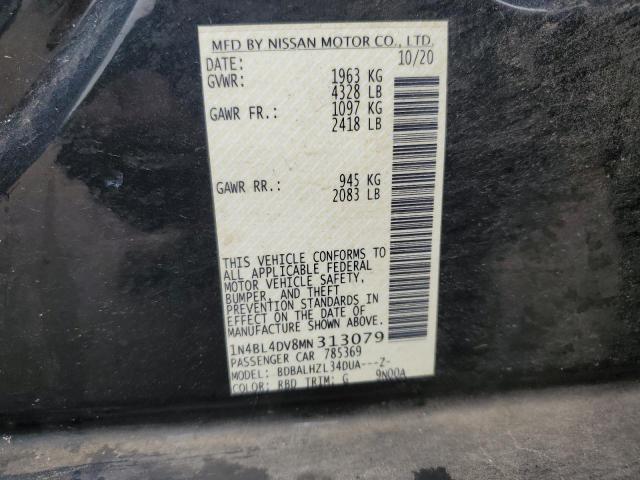 MFD BY NISSAN MOTOR CO., LTD.
DATE: 10/20
GVWR: 1963 KG
4328 LB
GAWR FR.: 1097 KG
2418 LB
GAWR RR.: 945 KG
2083 LB
THIS VEHICLE CONFORMS TO
ALL APPLICABLE FEDERAL
MOTOR VEHICLE SAFETY,
BUMPER, AND THEFT
PREVENTION STANDARDS IN
EFFECT ON THE DATE OF
MANUFACTURE SHOWN ABOVE.
1N4BL4DV8MN313079
PASSENGER CAR 785369
MODEL: BDBALHZL34DUA---Z-
COLOR: RBD TRIM: G 9N00A